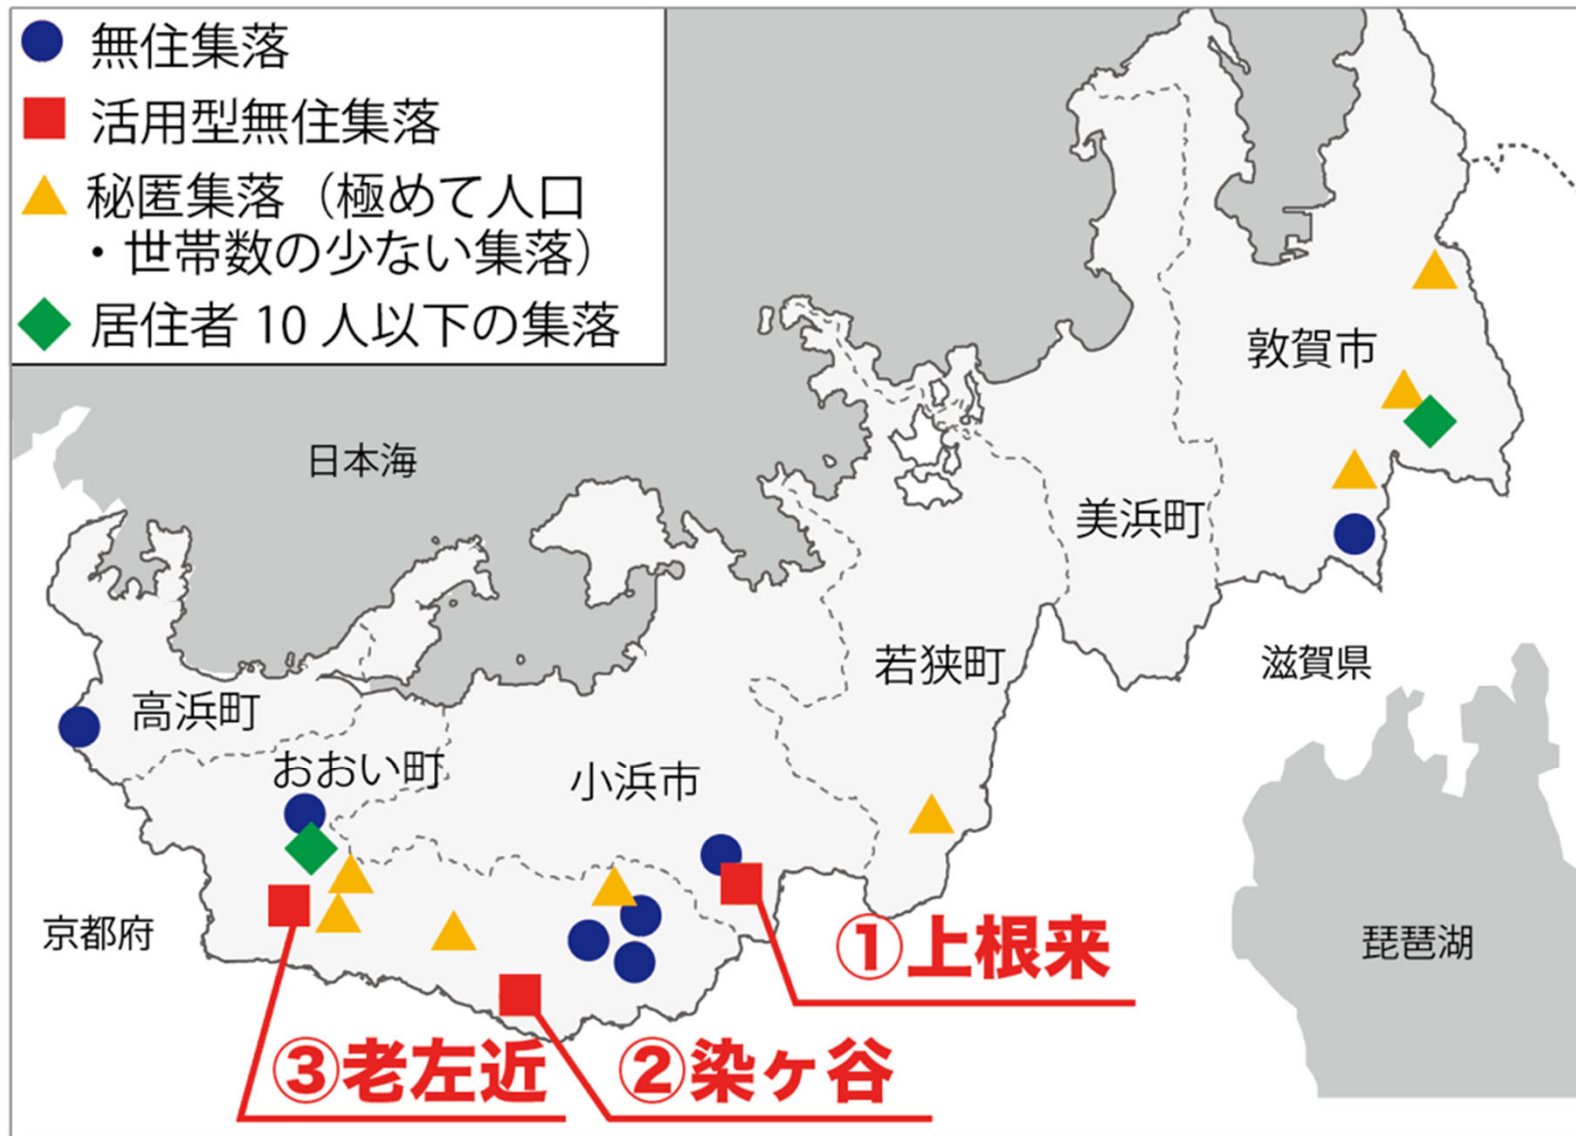 無住集落
活用型無住集落
秘匿集落（極めて人口
・世帯数の少ない集落）
居住者 10 人以下の集落
敦賀市
日本海
美浜町
若狭町
滋賀県
高浜町
おおい町
小浜市
京都府
①上根来
琵琶湖
③老左近
②染ヶ谷